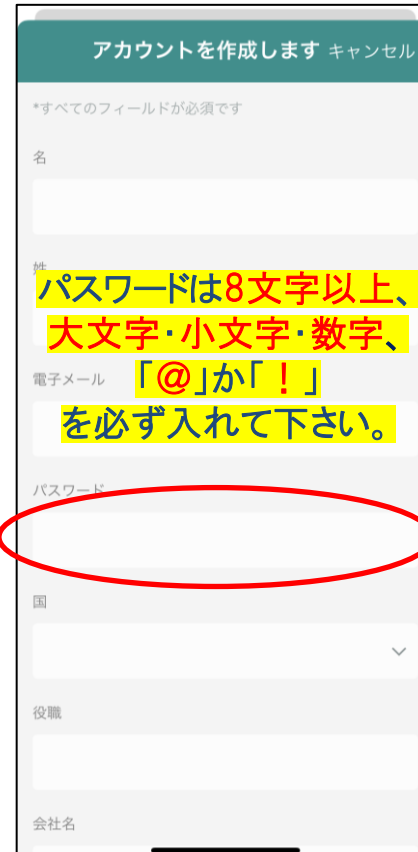 アカウントを作成します キャンセル
*すべてのフィールドが必須です
名
姓
パスワードは8文字以上、
大文字・小文字・数字、
電子メール
「@」か「！」
を必ず入れて下さい。
パスワード
国
役職
会社名